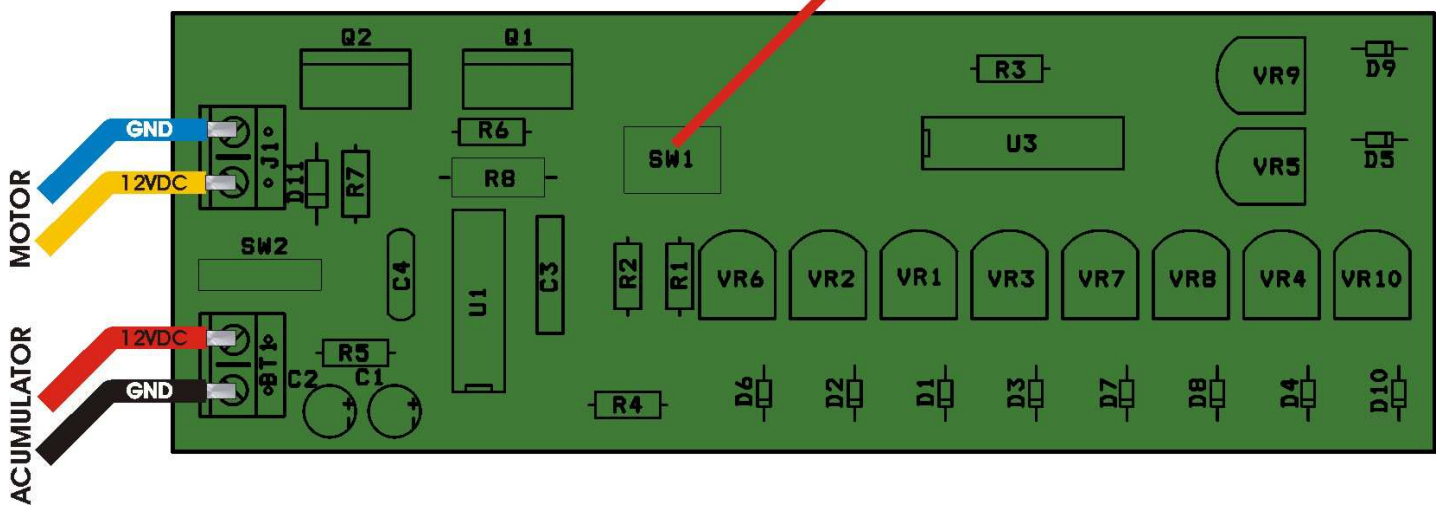 Q2
Q1
R3
VR9
D9
GND
J1
R6
SW1
U3
D5
VR5
12VDC
D11
R7
R8
MOTOR
SW2
C4
U1
C3
R2
R1
VR6
VR2
VR1
VR3
VR7
VR8
VR4
VR10
12VDC
BT1
R5
GND
C2
C1
+
+
-
-
R4
D6
D2
D1
D3
D7
D8
D4
D10
ACUMULATOR